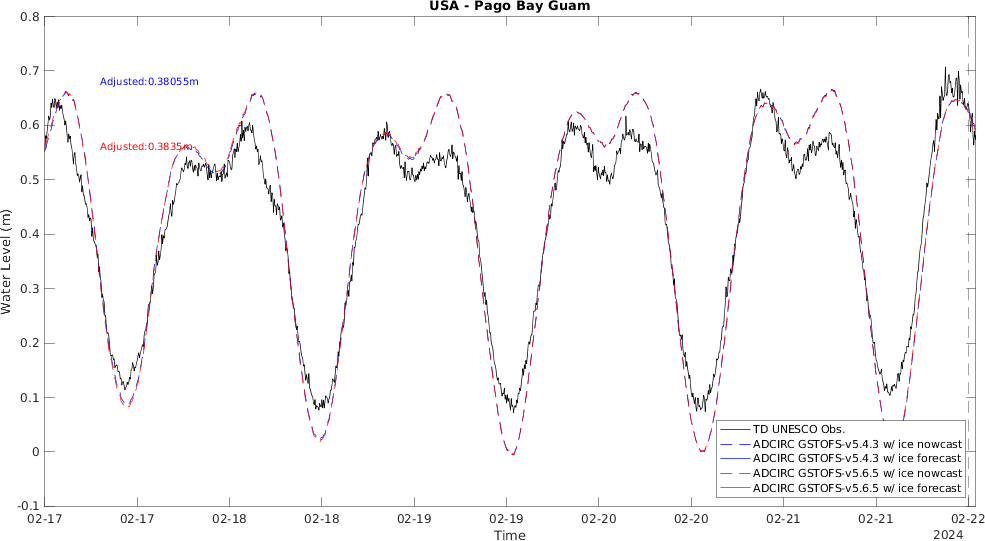 USA - Pago Bay Guam
0.8
0.7
0.6
0.5
0.4
0.3
0.2
0.1
0
-0.1
Water Level (m)
Adjusted:0.38055m
Adjusted:0.3835
TD UNESCO Obs.
ADCIRC GSTOFS-v5.4.3 w/ ice nowcast
ADCIRC GSTOFS-v5.4.3 w/ ice forecast
ADCIRC GSTOFS-v5.6.5 w/ ice nowcast
ADCIRC GSTOFS-v5.6.5 w/ ice forecast
02-17 02-17 02-18 02-18 02-19 02-19 02-20 02-20 02-21 02-21 02-22
2024
Time